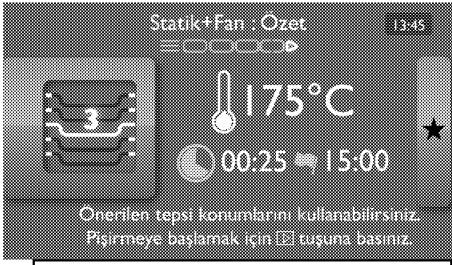 Statik+Fan : Özet
13:45
3
175°C
00:25 15:00
Önerilen tepsi konumlarını kullanabilirsiniz.
Pişirmeye başlamak için tuşuna basınız.